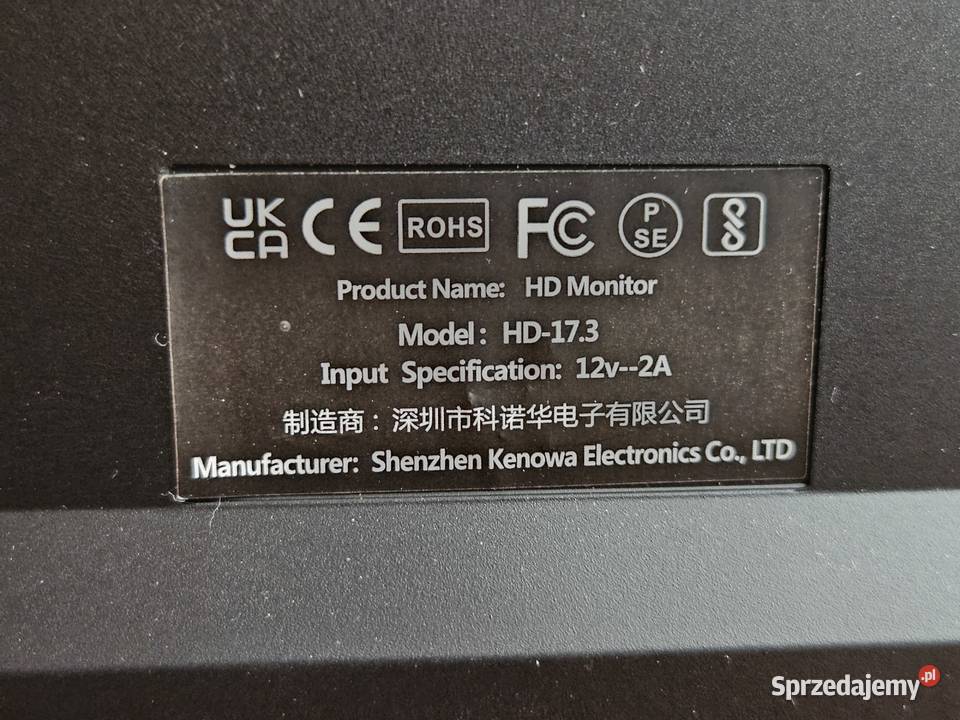 UK CA CE ROHS FC PSE
Product Name: HD Monitor
Model: HD-17.3
Input Specification: 12v--2A
制造商：深圳市科诺华电子有限公司
Manufacturer: Shenzhen Kenowa Electronics Co., LTD
Sprzedajemy.pl